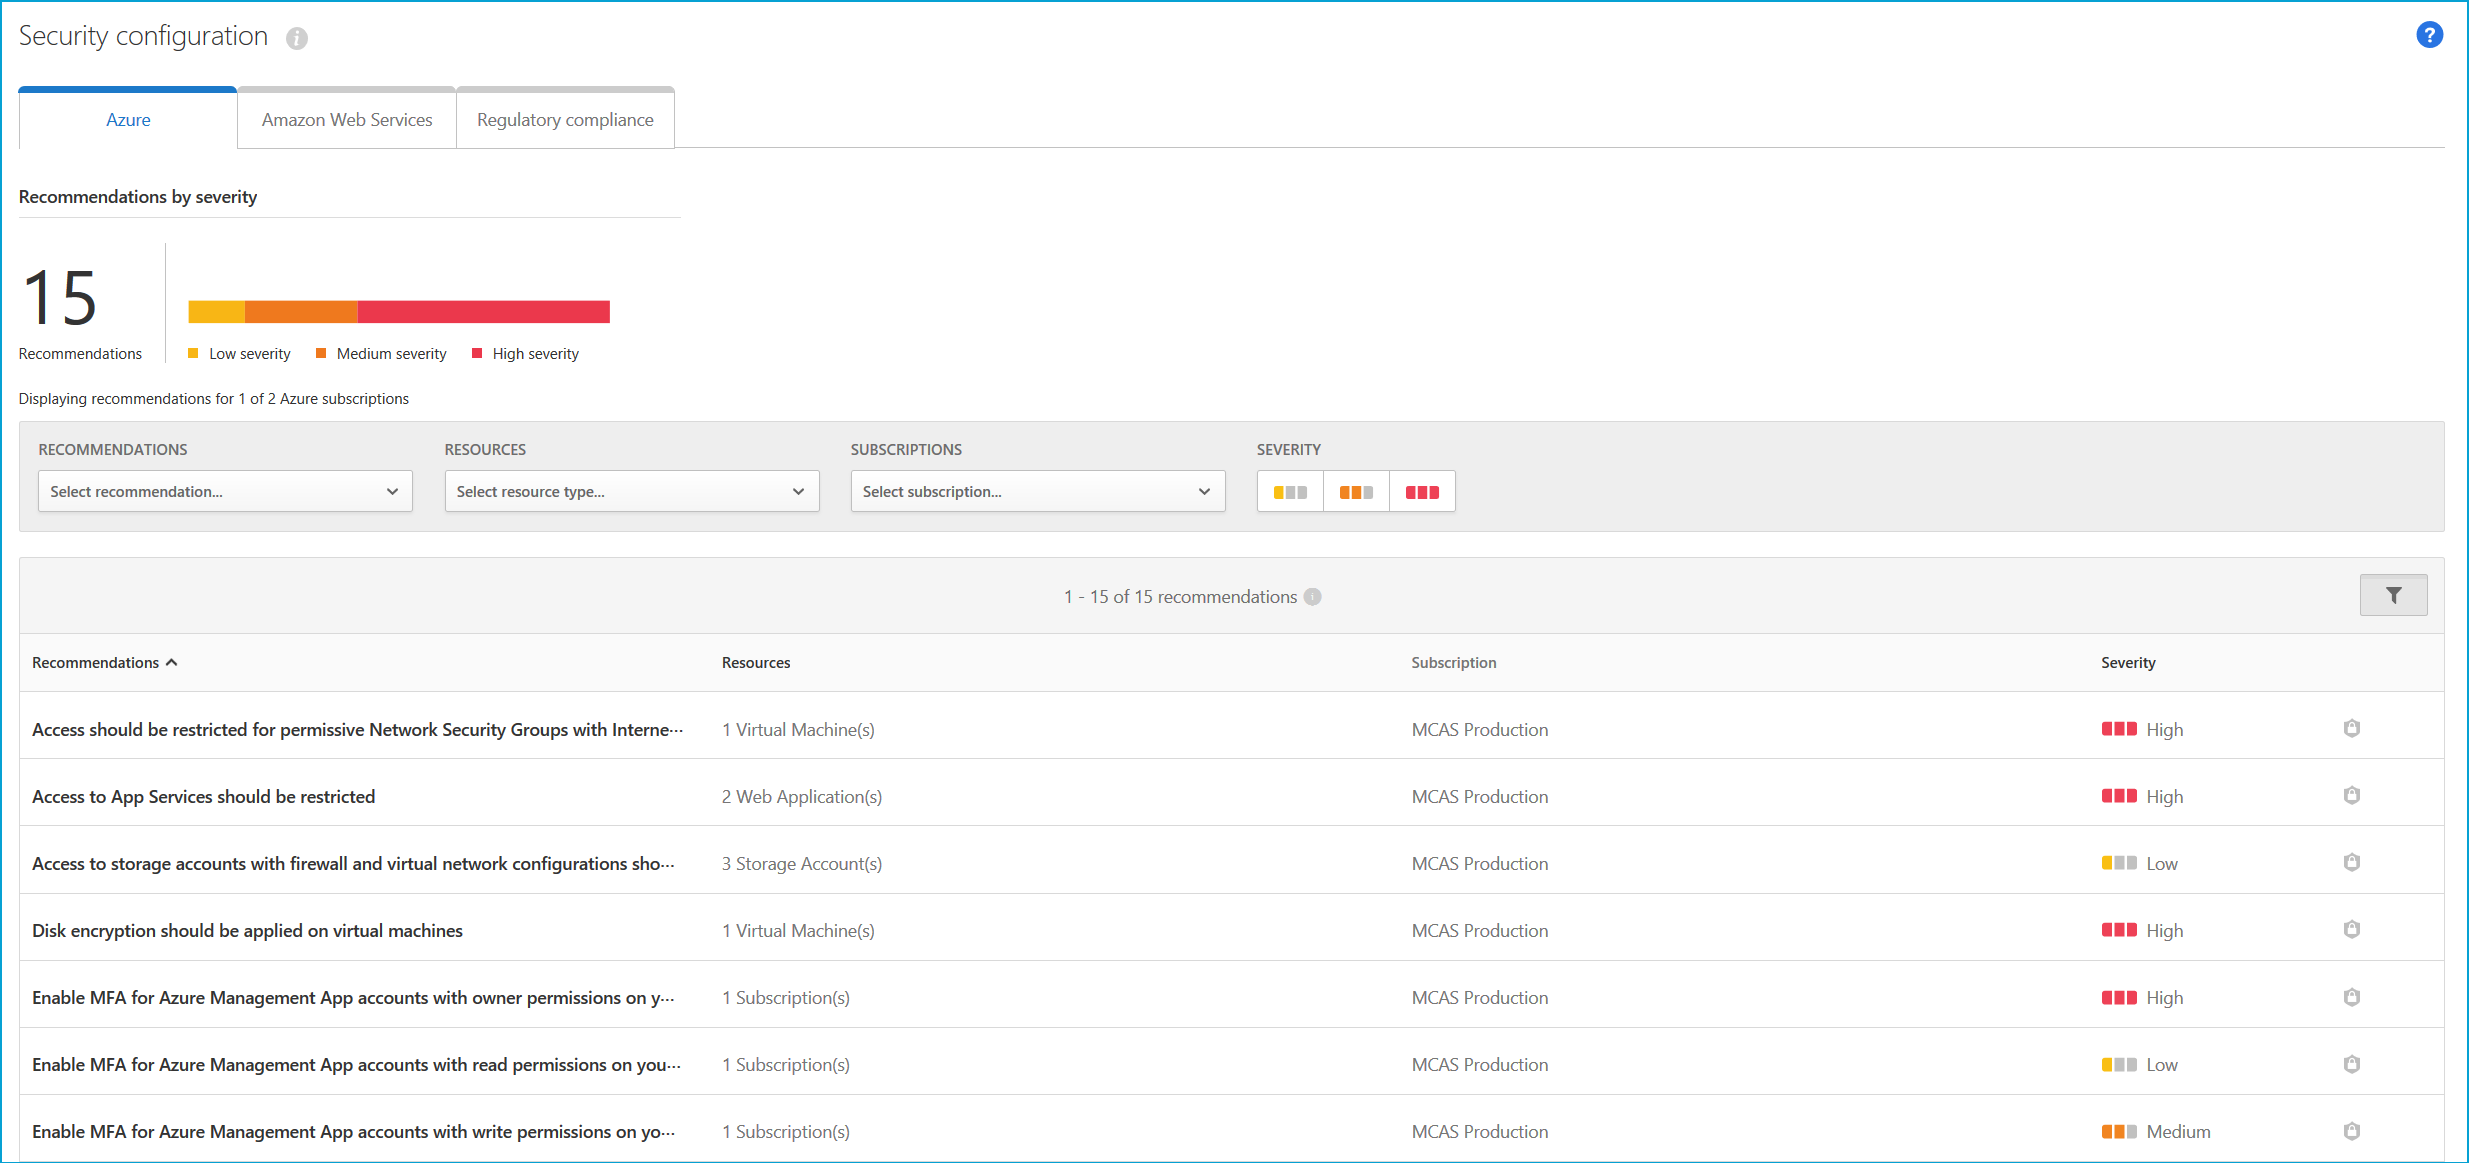 Security configuration
Azure
Amazon Web Services
Regulatory compliance
Recommendations by severity
15
Recommendations
Low severity
Medium severity
High severity
Displaying recommendations for 1 of 2 Azure subscriptions
RECOMMENDATIONS
RESOURCES
SUBSCRIPTIONS
SEVERITY
Select recommendation...
Select resource type...
Select subscription...
1 - 15 of 15 recommendations
Recommendations Resources Subscription Severity
Access should be restricted for permissive Network Security Groups with Interne··· 1 Virtual Machine(s) MCAS Production High
Access to App Services should be restricted 2 Web Application(s) MCAS Production High
Access to storage accounts with firewall and virtual network configurations sho··· 3 Storage Account(s) MCAS Production Low
Disk encryption should be applied on virtual machines 1 Virtual Machine(s) MCAS Production High
Enable MFA for Azure Management App accounts with owner permissions on y··· 1 Subscription(s) MCAS Production High
Enable MFA for Azure Management App accounts with read permissions on you··· 1 Subscription(s) MCAS Production Low
Enable MFA for Azure Management App accounts with write permissions on yo··· 1 Subscription(s) MCAS Production Medium